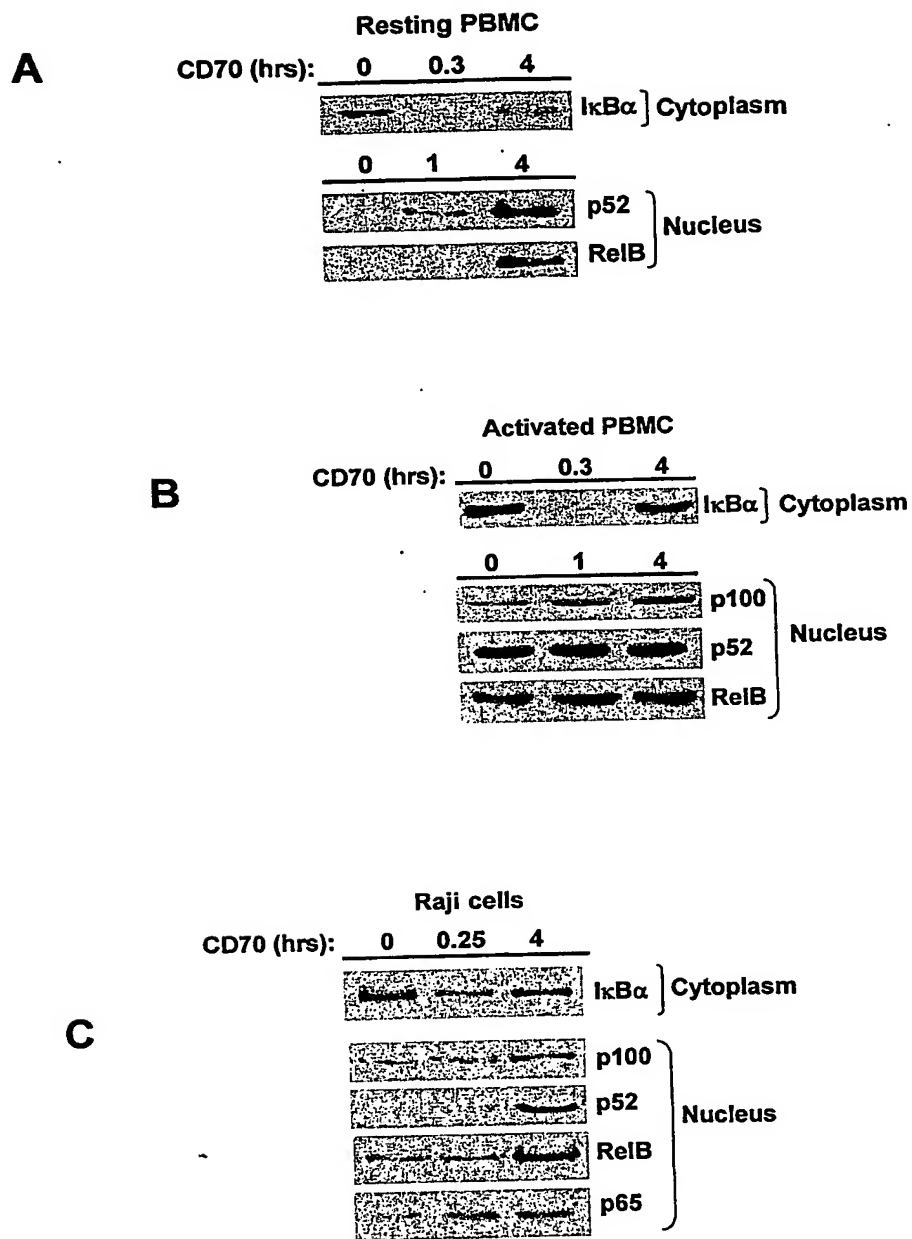 A
Resting PBMC
CD70 (hrs): 0 0.3 4
IκBα ] Cytoplasm
0 1 4
p52
Nucleus
RelB
B
Activated PBMC
CD70 (hrs): 0 0.3 4
IκBα ] Cytoplasm
0 1 4
p100
Nucleus
p52
RelB
C
Raji cells
CD70 (hrs): 0 0.25 4
IκBα ] Cytoplasm
p100
p52
Nucleus
RelB
p65